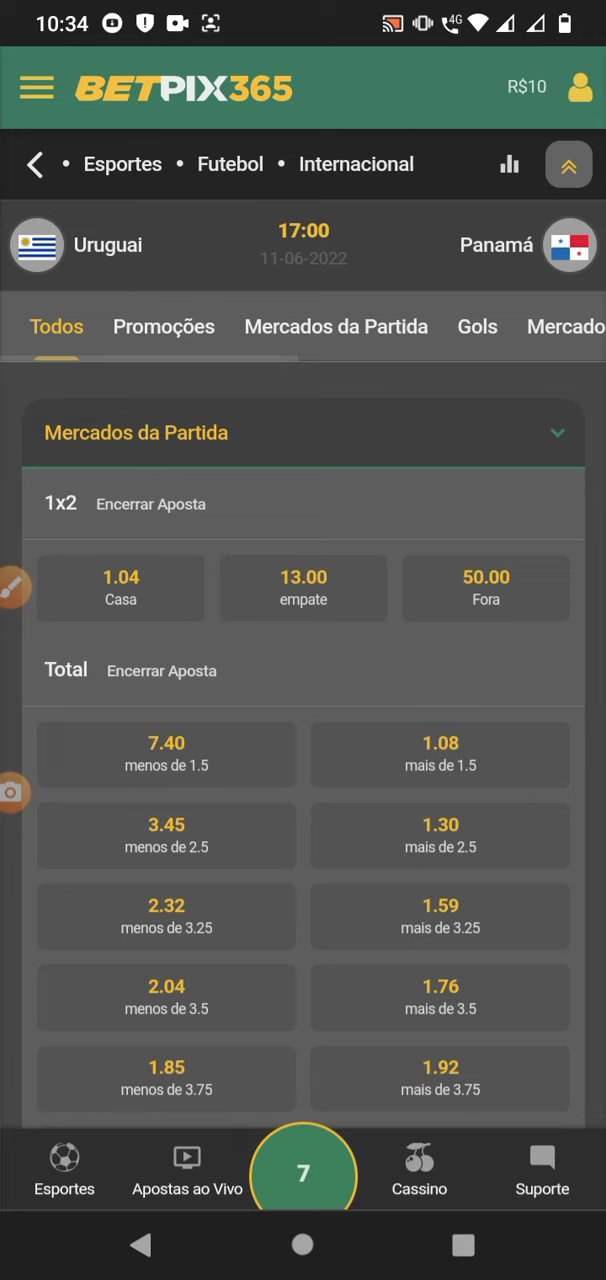 10:34
4G
BETPIX365
R$10
• Esportes • Futebol • Internacional
Uruguai
17:00
11-06-2022
Panamá
Todos Promoções Mercados da Partida Gols Mercado
Mercados da Partida
1x2 Encerrar Aposta
1.04 13.00 50.00
Casa empate Fora
Total Encerrar Aposta
7.40 1.08
menos de 1.5 mais de 1.5
3.45 1.30
menos de 2.5 mais de 2.5
2.32 1.59
menos de 3.25 mais de 3.25
2.04 1.76
menos de 3.5 mais de 3.5
1.85 1.92
menos de 3.75 mais de 3.75
7
Esportes Apostas ao Vivo Cassino Suporte